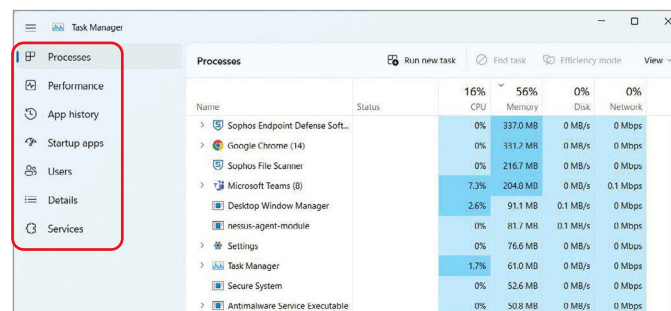 Task Manager
Processes
Performance
App history
Startup apps
Users
Details
Services
Processes Run new task End task Efficiency mode View
16% 56% 0% 0%
Name Status CPU Memory Disk Network
Sophos Endpoint Defense Soft... 0% 337.0 MB 0 MB/s 0 Mbps
Google Chrome (14) 0% 331.2 MB 0 MB/s 0 Mbps
Sophos File Scanner 0% 216.7 MB 0 MB/s 0 Mbps
Microsoft Teams (8) 7.3% 204.8 MB 0 MB/s 0.1 Mbps
Desktop Window Manager 2.6% 91.1 MB 0.1 MB/s 0 Mbps
nessus-agent-module 0% 81.7 MB 0.1 MB/s 0 Mbps
Settings 0% 76.6 MB 0 MB/s 0 Mbps
Task Manager 1.7% 61.0 MB 0 MB/s 0 Mbps
Secure System 0% 52.6 MB 0 MB/s 0 Mbps
Antimalware Service Executable 0% 50.8 MB 0 MB/s 0 Mbps